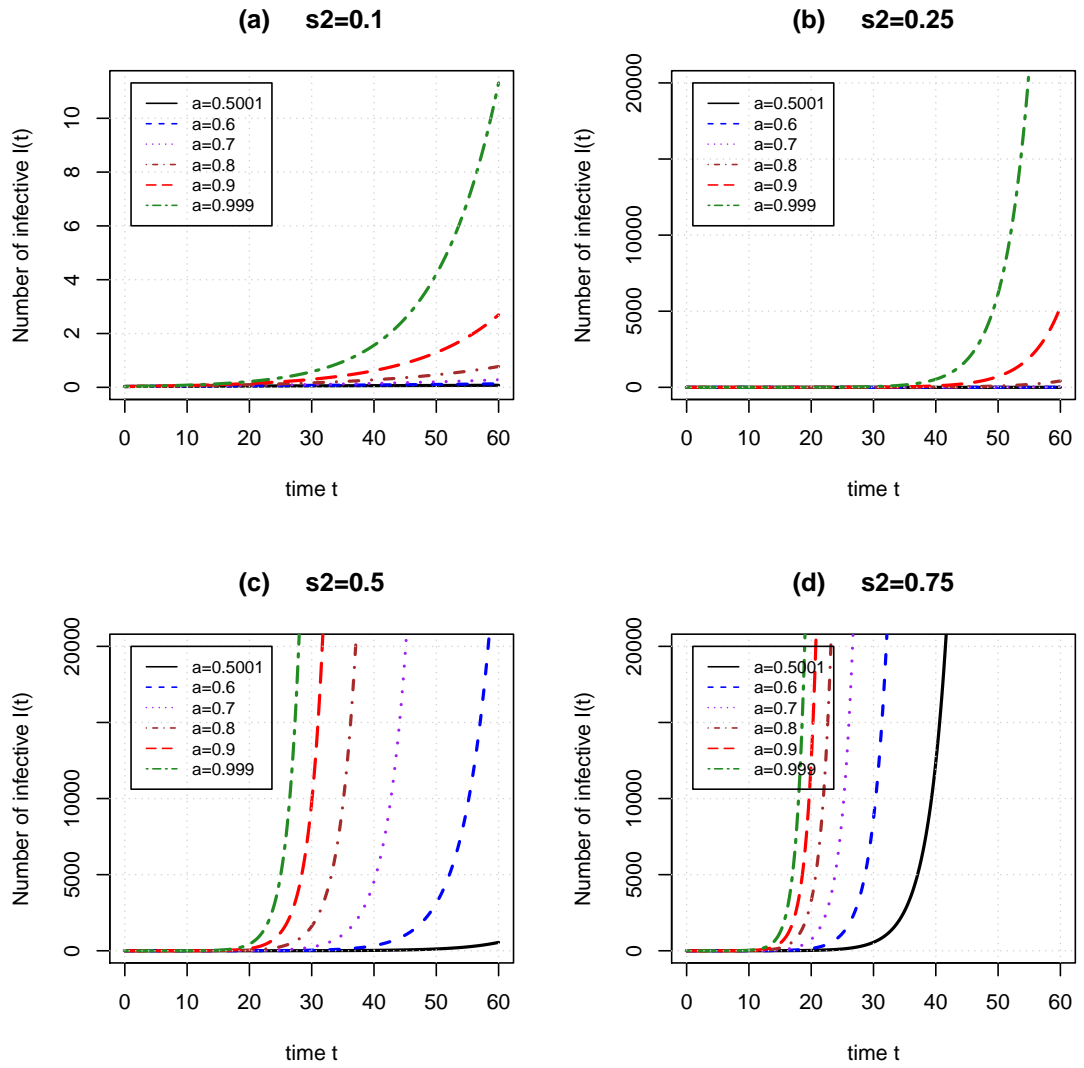 (a) s2=0.1
Number of infective I(t)
10
8
6
4
2
0
a=0.5001
a=0.6
a=0.7
a=0.8
a=0.9
a=0.999
0 10 20 30 40 50 60
time t
(b) s2=0.25
Number of infective I(t)
20000
10000
5000
0
a=0.5001
a=0.6
a=0.7
a=0.8
a=0.9
a=0.999
0 10 20 30 40 50 60
time t
(c) s2=0.5
Number of infective I(t)
20000
10000
5000
0
a=0.5001
a=0.6
a=0.7
a=0.8
a=0.9
a=0.999
0 10 20 30 40 50 60
time t
(d) s2=0.75
Number of infective I(t)
20000
10000
5000
0
a=0.5001
a=0.6
a=0.7
a=0.8
a=0.9
a=0.999
0 10 20 30 40 50 60
time t